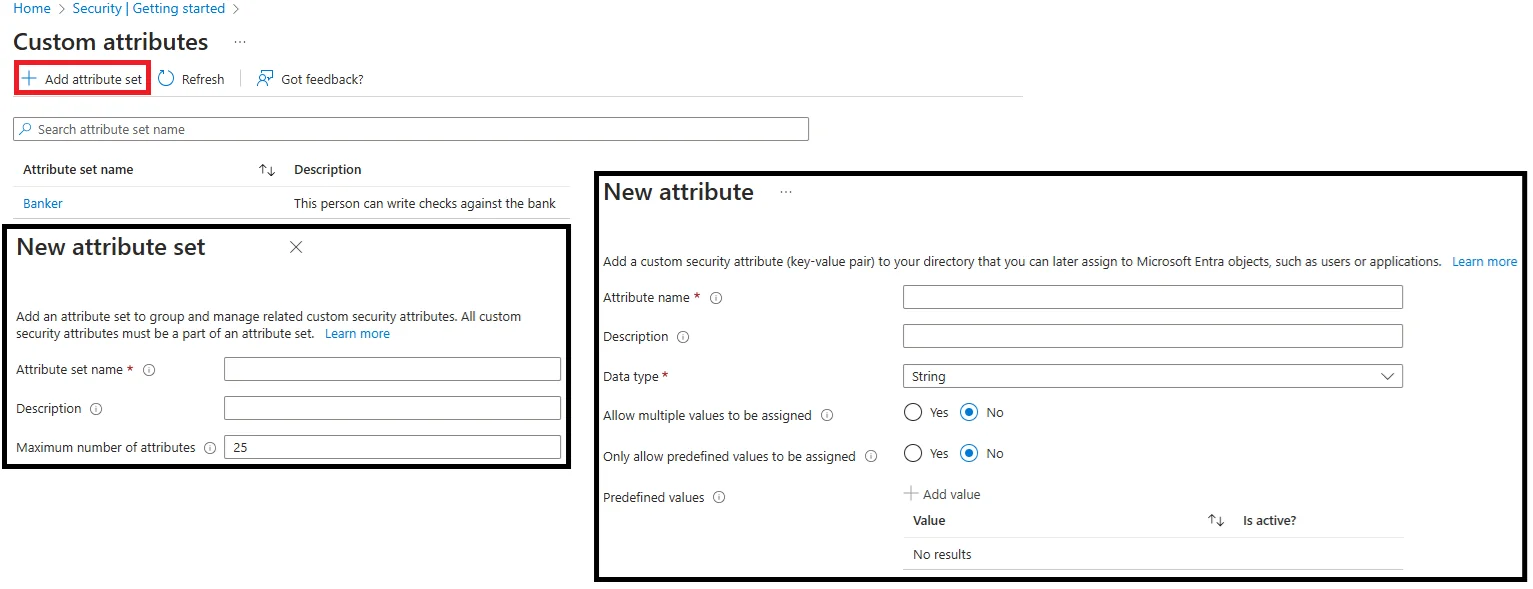 Home > Security | Getting started >
Custom attributes ...
+ Add attribute set Refresh | Got feedback?
Search attribute set name
Attribute set name ↑↓ Description
Banker This person can write checks against the bank
New attribute set ×
Add an attribute set to group and manage related custom security attributes. All custom
security attributes must be a part of an attribute set. Learn more
Attribute set name *
Description
Maximum number of attributes 25
New attribute ...
Add a custom security attribute (key-value pair) to your directory that you can later assign to Microsoft Entra objects, such as users or applications. Learn more
Attribute name *
Description
Data type * String
Allow multiple values to be assigned Yes No
Only allow predefined values to be assigned Yes No
Predefined values + Add value
Value ↑↓ Is active?
No results